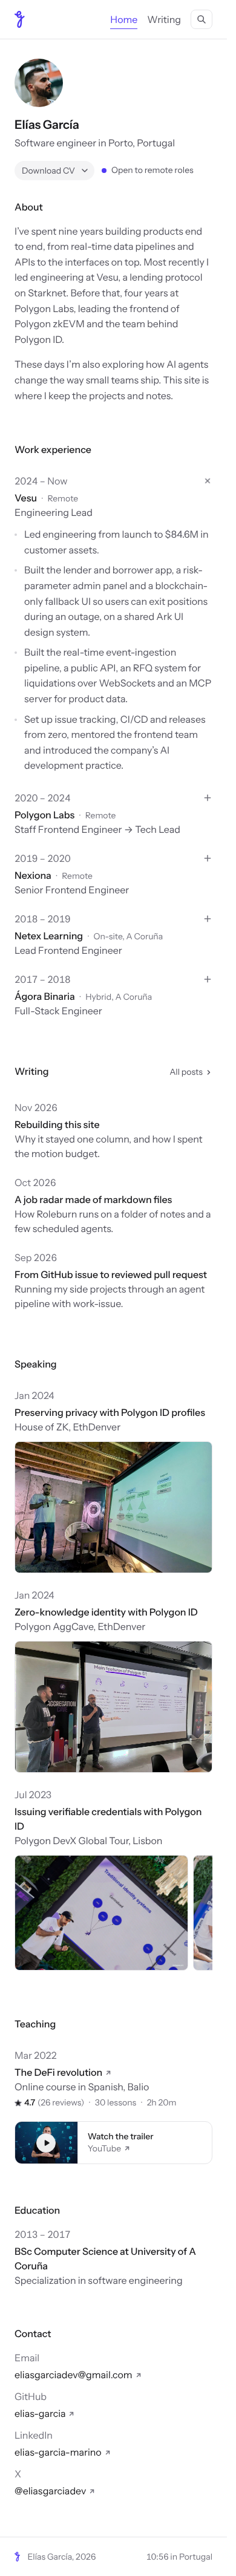 Home Writing
Elías García
Software engineer in Porto, Portugal
Download CV
Open to remote roles
About
I've spent nine years building products end
to end, from real-time data pipelines and
APIs to the interfaces on top. Most recently I
led engineering at Vesu, a lending protocol
on Starknet. Before that, four years at
Polygon Labs, leading the frontend of
Polygon zkEVM and the team behind
Polygon ID.
These days I'm also exploring how AI agents
change the way small teams ship. This site is
where I keep the projects and notes.
Work experience
2024 – Now
Vesu · Remote
Engineering Lead
Led engineering from launch to $84.6M in
customer assets.
Built the lender and borrower app, a risk-
parameter admin panel and a blockchain-
only fallback UI so users can exit positions
during an outage, on a shared Ark UI
design system.
Built the real-time event-ingestion
pipeline, a public API, an RFQ system for
liquidations over WebSockets and an MCP
server for product data.
Set up issue tracking, CI/CD and releases
from zero, mentored the frontend team
and introduced the company's AI
development practice.
2020 – 2024
Polygon Labs · Remote
Staff Frontend Engineer → Tech Lead
2019 – 2020
Nexiona · Remote
Senior Frontend Engineer
2018 – 2019
Netex Learning · On-site, A Coruña
Lead Frontend Engineer
2017 – 2018
Ágora Binaria · Hybrid, A Coruña
Full-Stack Engineer
Writing
All posts
Nov 2026
Rebuilding this site
Why it stayed one column, and how I spent
the motion budget.
Oct 2026
A job radar made of markdown files
How Roleburn runs on a folder of notes and a
few scheduled agents.
Sep 2026
From GitHub issue to reviewed pull request
Running my side projects through an agent
pipeline with work-issue.
Speaking
Jan 2024
Preserving privacy with Polygon ID profiles
House of ZK, EthDenver
Jan 2024
Zero-knowledge identity with Polygon ID
Polygon AggCave, EthDenver
Jul 2023
Issuing verifiable credentials with Polygon
ID
Polygon DevX Global Tour, Lisbon
Teaching
Mar 2022
The DeFi revolution ↗
Online course in Spanish, Balio
★ 4.7 (26 reviews) · 30 lessons · 2h 20m
Watch the trailer
YouTube ↗
Education
2013 – 2017
BSc Computer Science at University of A
Coruña
Specialization in software engineering
Contact
Email
eliasgarciadev@gmail.com ↗
GitHub
elias-garcia ↗
LinkedIn
elias-garcia-marino ↗
X
@eliasgarciadev ↗
Elías García, 2026
10:56 in Portugal